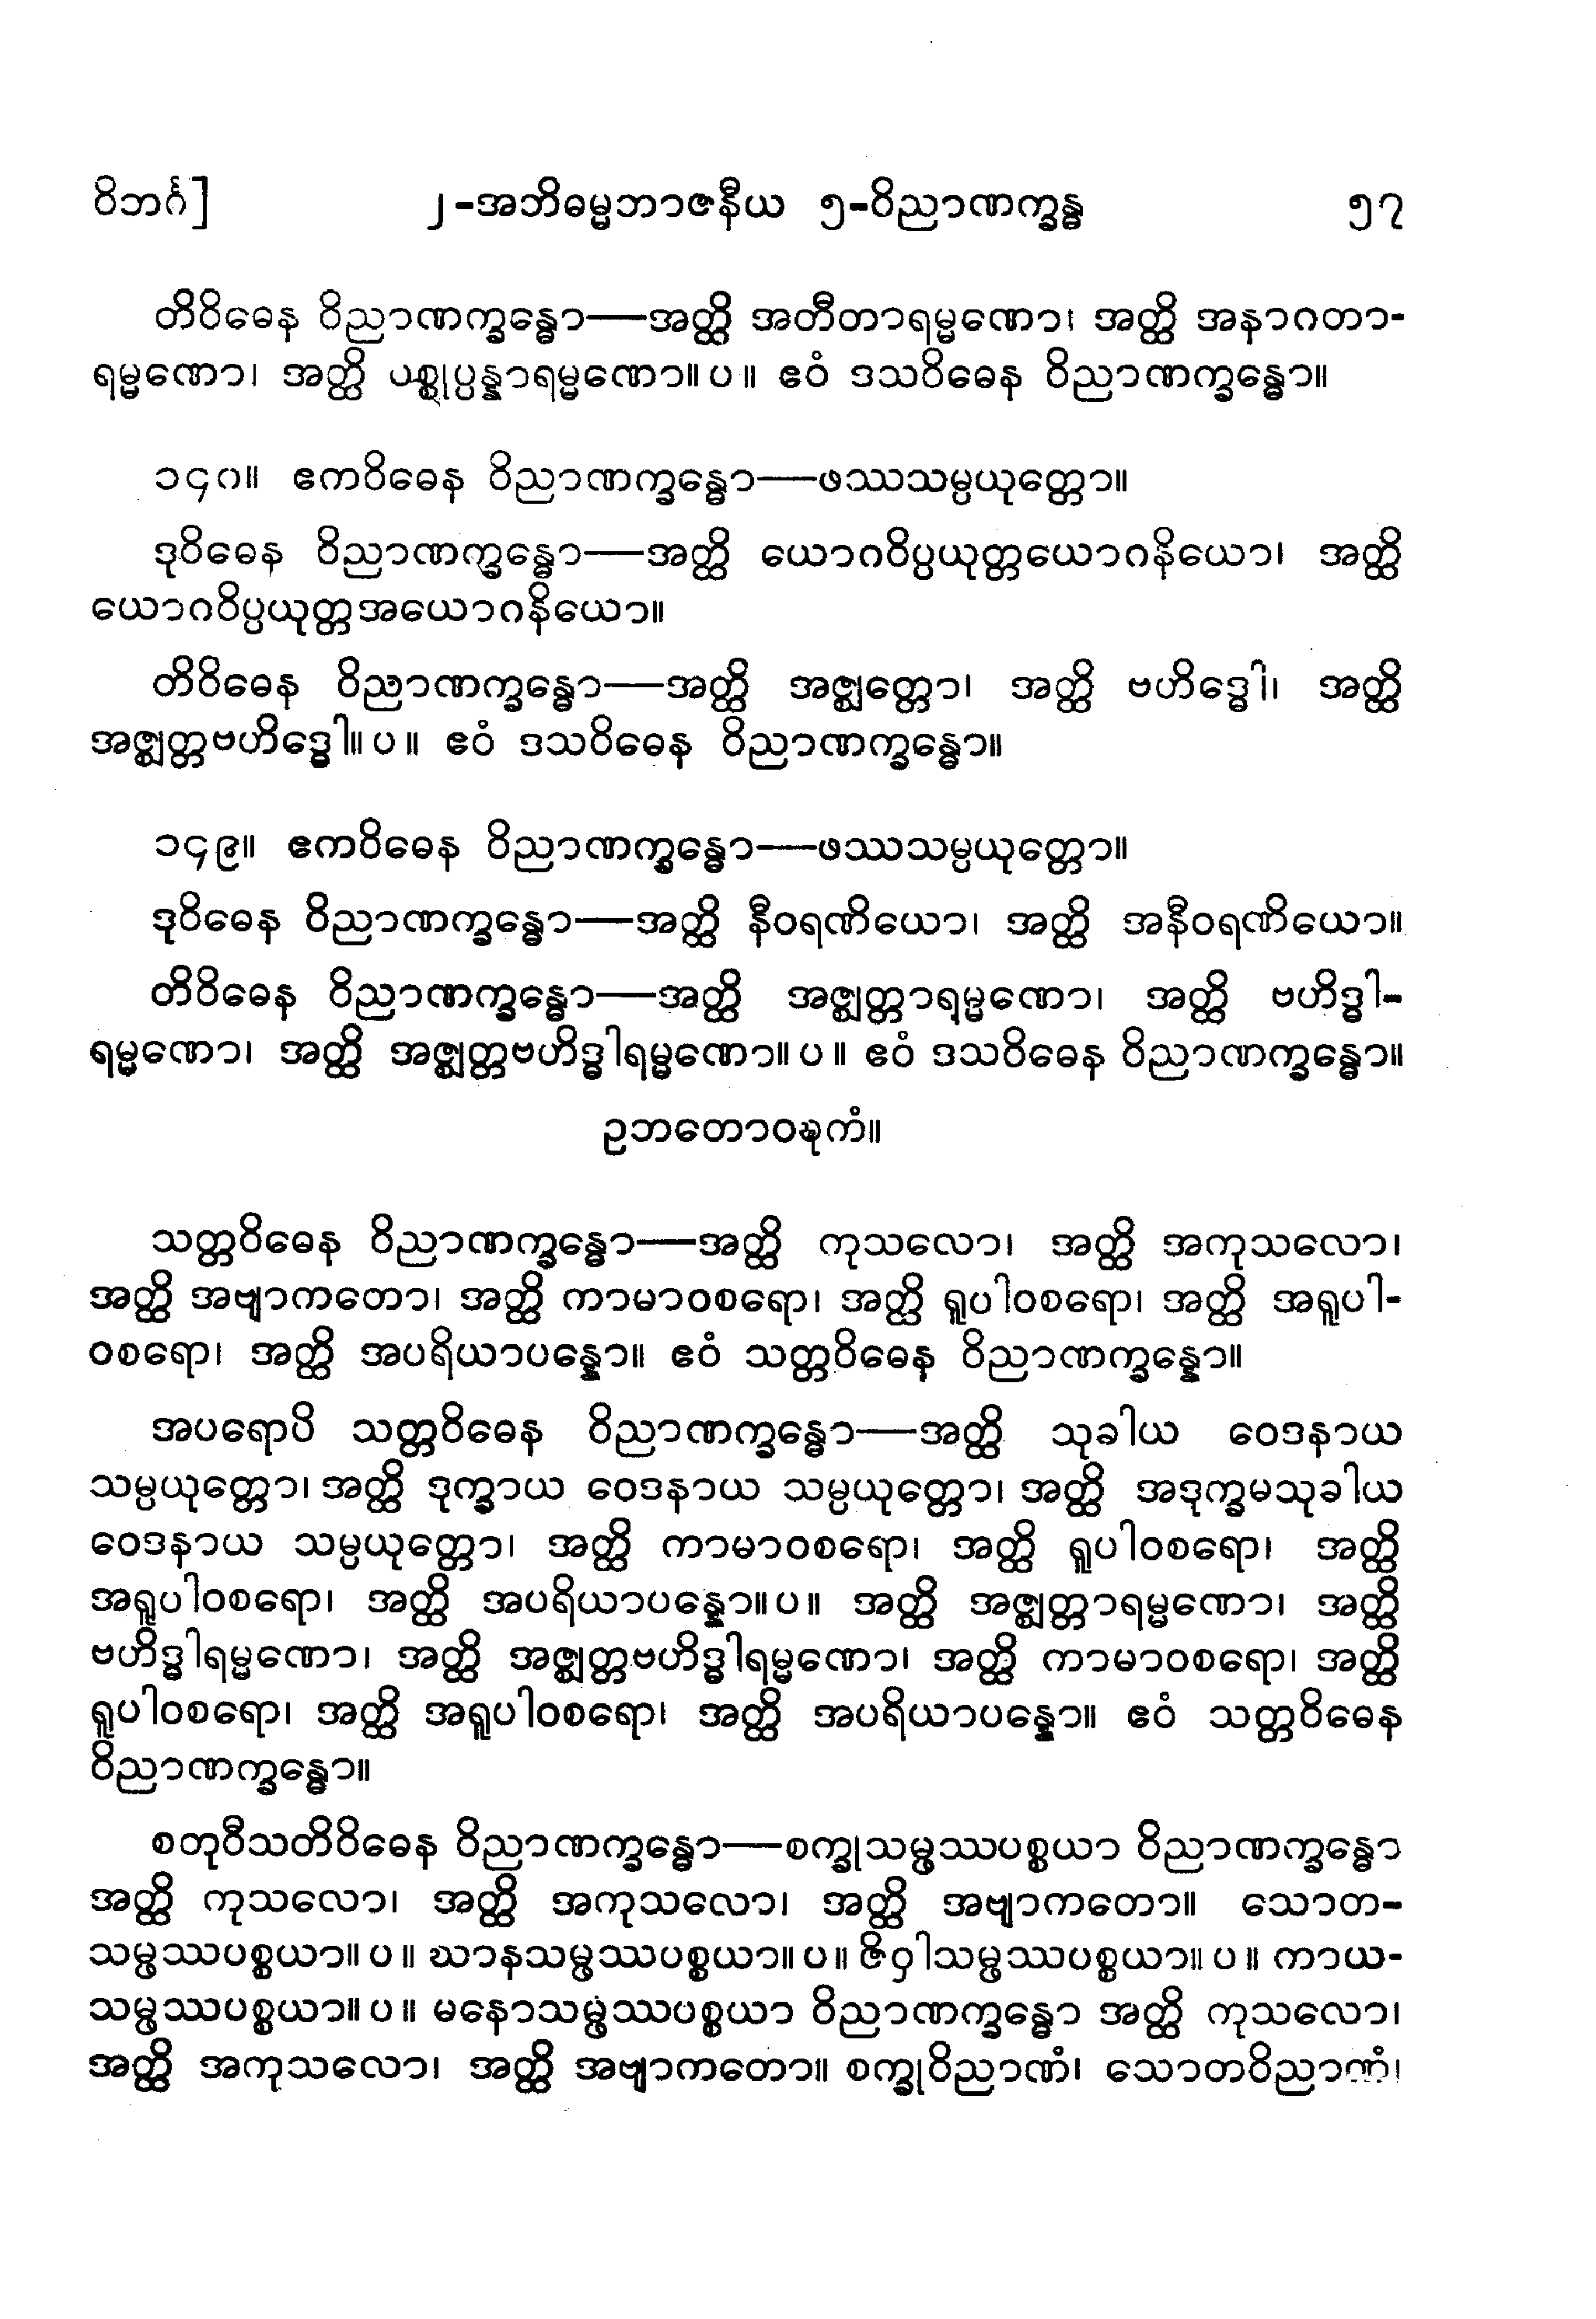 ဝိဘင်္ဂ] ၂-အဘိဓမ္မဘာဇနီယ ၅-ဝိညာဏက္ခန္ဓ ၅၇
တိဝိဓေန ဝိညာဏက္ခန္ဓော—အတ္ထိ အတီတာရမ္မဏော၊ အတ္ထိ အနာဂတာ-
ရမ္မဏော၊ အတ္ထိ ပစ္စုပ္ပန္နာရမ္မဏော။ပ။ ဧဝံ ဒသဝိဓေန ဝိညာဏက္ခန္ဓော။
၁၄၀။ ဧကဝိဓေန ဝိညာဏက္ခန္ဓော—ဖဿသမ္ပယုတ္တော။
ဒုဝိဓေန ဝိညာဏက္ခန္ဓော—အတ္ထိ ယောဂဝိပ္ပယုတ္တယောဂနိယော၊ အတ္ထိ
ယောဂဝိပ္ပယုတ္တအယောဂနိယော။
တိဝိဓေန ဝိညာဏက္ခန္ဓော—အတ္ထိ အဇ္ဈတ္တော၊ အတ္ထိ ဗဟိဒ္ဓေါ၊ အတ္ထိ
အဇ္ဈတ္တဗဟိဒ္ဓေါ။ပ။ ဧဝံ ဒသဝိဓေန ဝိညာဏက္ခန္ဓော။
၁၄၉။ ဧကဝိဓေန ဝိညာဏက္ခန္ဓော—ဖဿသမ္ပယုတ္တော။
ဒုဝိဓေန ဝိညာဏက္ခန္ဓော—အတ္ထိ နီဝရဏိယော၊ အတ္ထိ အနီဝရဏိယော။
တိဝိဓေန ဝိညာဏက္ခန္ဓော—အတ္ထိ အဇ္ဈတ္တာရမ္မဏော၊ အတ္ထိ ဗဟိဒ္ဓါ-
ရမ္မဏော၊ အတ္ထိ အဇ္ဈတ္တဗဟိဒ္ဓါရမ္မဏော။ပ။ ဧဝံ ဒသဝိဓေန ဝိညာဏက္ခန္ဓော။
ဥဘတောဝဍ္ဎကံ။
သတ္တဝိဓေန ဝိညာဏက္ခန္ဓော—အတ္ထိ ကုသလော၊ အတ္ထိ အကုသလော၊
အတ္ထိ အဗျာကတော၊ အတ္ထိ ကာမာဝစရော၊ အတ္ထိ ရူပါဝစရော၊ အတ္ထိ အရူပါ-
ဝစရော၊ အတ္ထိ အပရိယာပန္နော။ ဧဝံ သတ္တဝိဓေန ဝိညာဏက္ခန္နော။
အပရောပိ သတ္တဝိဓေန ဝိညာဏက္ခန္ဓော—အတ္ထိ သုခါယ ဝေဒနာယ
သမ္ပယုတ္တော၊ အတ္ထိ ဒုက္ခာယ ဝေဒနာယ သမ္ပယုတ္တော၊ အတ္ထိ အဒုက္ခမသုခါယ
ဝေဒနာယ သမ္ပယုတ္တော၊ အတ္ထိ ကာမာဝစရော၊ အတ္ထိ ရူပါဝစရော၊ အတ္ထိ
အရူပါဝစရော၊ အတ္ထိ အပရိယာပန္နော။ပ။ အတ္ထိ အဇ္ဈတ္တာရမ္မဏော၊ အတ္ထိ
ဗဟိဒ္ဓါရမ္မဏော၊ အတ္ထိ အဇ္ဈတ္တဗဟိဒ္ဓါရမ္မဏော၊ အတ္ထိ ကာမာဝစရော၊ အတ္ထိ
ရူပါဝစရော၊ အတ္ထိ အရူပါဝစရော၊ အတ္ထိ အပရိယာပန္နော။ ဧဝံ သတ္တဝိဓေန
ဝိညာဏက္ခန္ဓော။
စတုဝီသတိဝိဓေန ဝိညာဏက္ခန္ဓော—စက္ခုသမ္ဖဿပစ္စယာ ဝိညာဏက္ခန္ဓော
အတ္ထိ ကုသလော၊ အတ္ထိ အကုသလော၊ အတ္ထိ အဗျာကတော။ သောတ-
သမ္ဖဿပစ္စယာ။ပ။ ဃာနသမ္ဖဿပစ္စယာ။ပ။ ဇိဝှါသမ္ဖဿပစ္စယာ။ပ။ ကာယ-
သမ္ဖဿပစ္စယာ။ပ။ မနောသမ္ဖဿပစ္စယာ ဝိညာဏက္ခန္ဓော အတ္ထိ ကုသလော၊
အတ္ထိ အကုသလော၊ အတ္ထိ အဗျာကတော။ စက္ခုဝိညာဏံ၊ သောတဝိညာဏံ၊